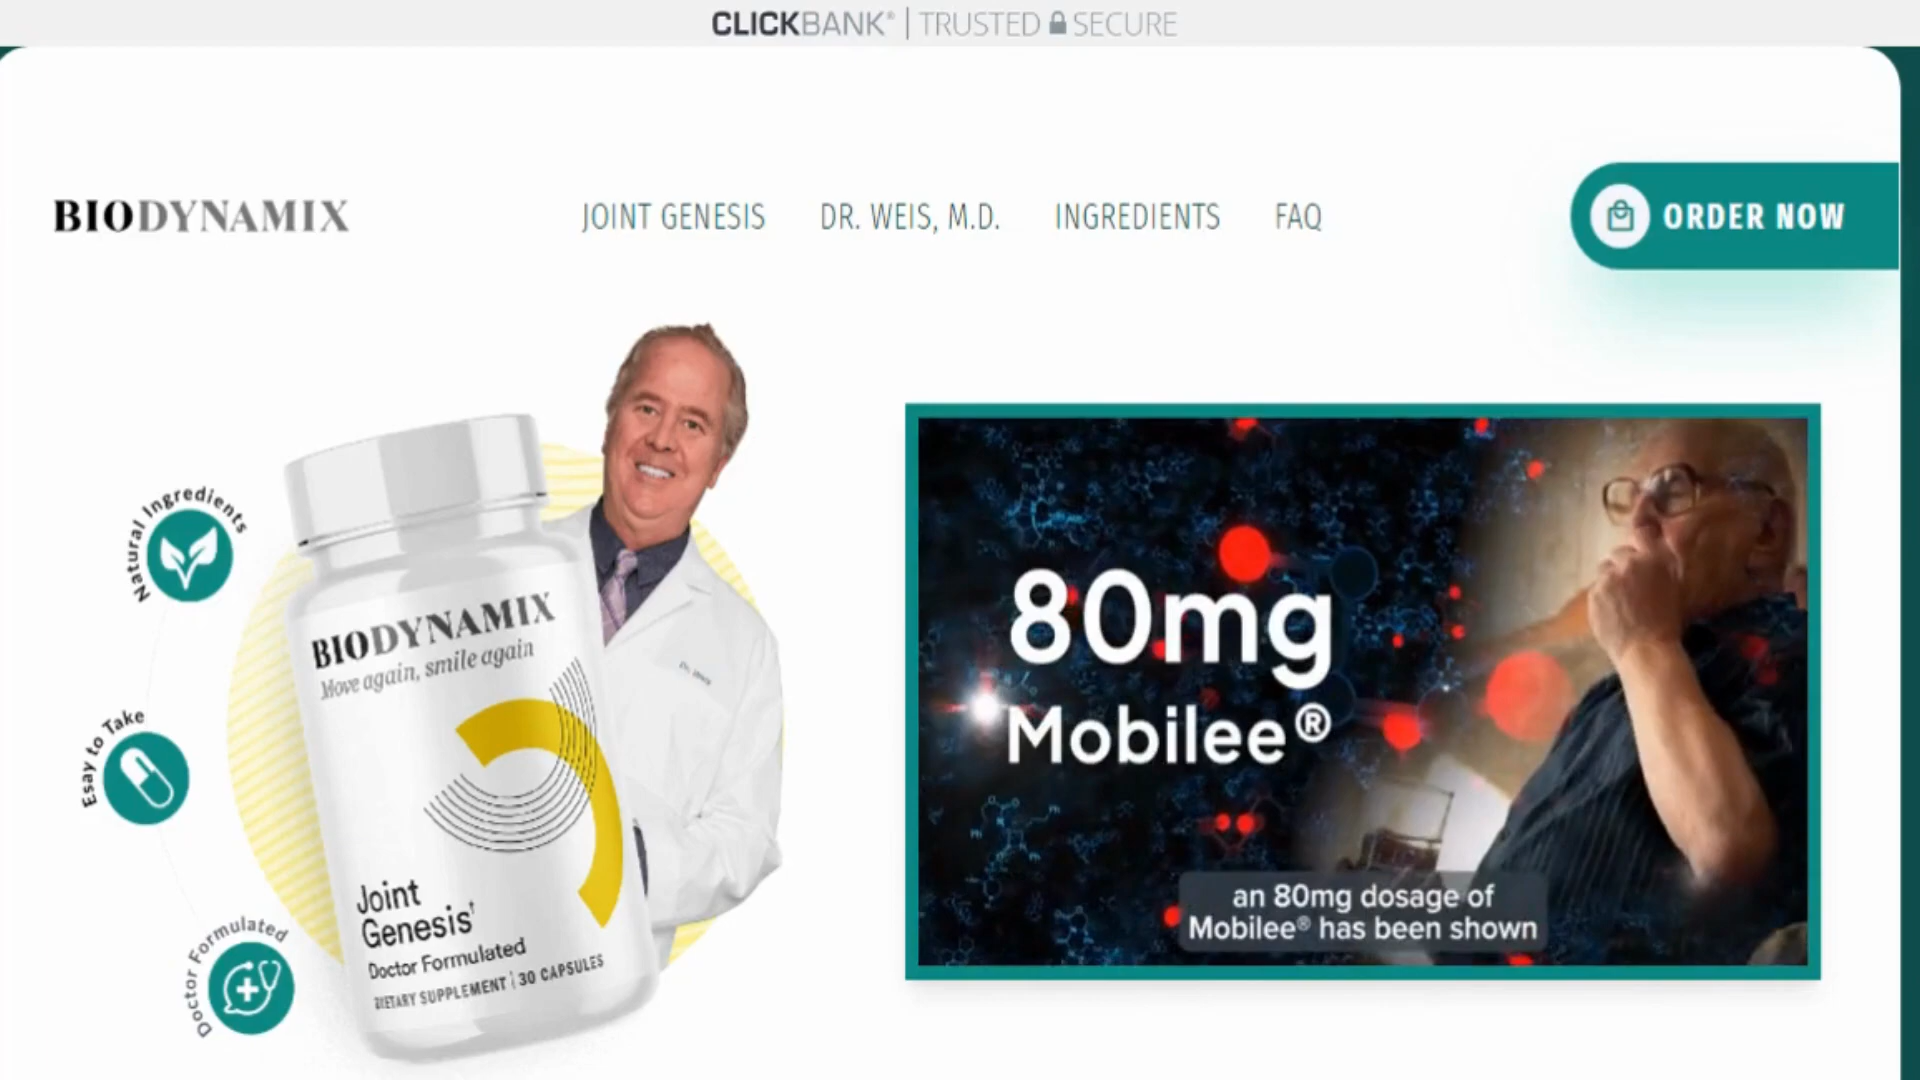 CLICKBANK® | TRUSTED SECURE
BIODYNAMIX
JOINT GENESIS
DR. WEIS, M.D.
INGREDIENTS
FAQ
ORDER NOW
Natural Ingredients
Esay to Take
Doctor Formulated
BIODYNAMIX
Move again, smile again
Joint
Genesis†
Doctor Formulated
DIETARY SUPPLEMENT | 30 CAPSULES
80mg
Mobilee®
an 80mg dosage of
Mobilee® has been shown